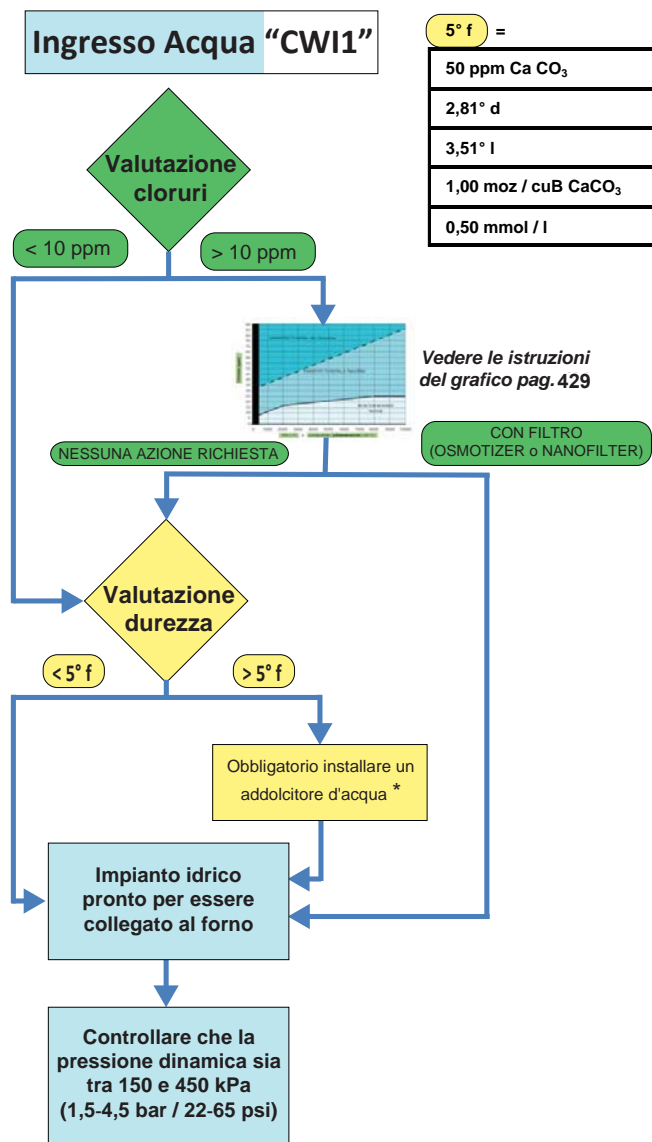 Ingresso Acqua “CWI1”
5° f =
50 ppm Ca CO₃
2,81° d
3,51° l
1,00 moz / cuB CaCO₃
0,50 mmol / l
Valutazione
cloruri
< 10 ppm
> 10 ppm
Vedere le istruzioni
del grafico pag. 429
NESSUNA AZIONE RICHIESTA
CON FILTRO
(OSMOTIZER o NANOFILTER)
Valutazione
durezza
< 5° f
> 5° f
Obbligatorio installare un
addolcitore d'acqua *
Impianto idrico
pronto per essere
collegato al forno
Controllare che la
pressione dinamica sia
tra 150 e 450 kPa
(1,5-4,5 bar / 22-65 psi)